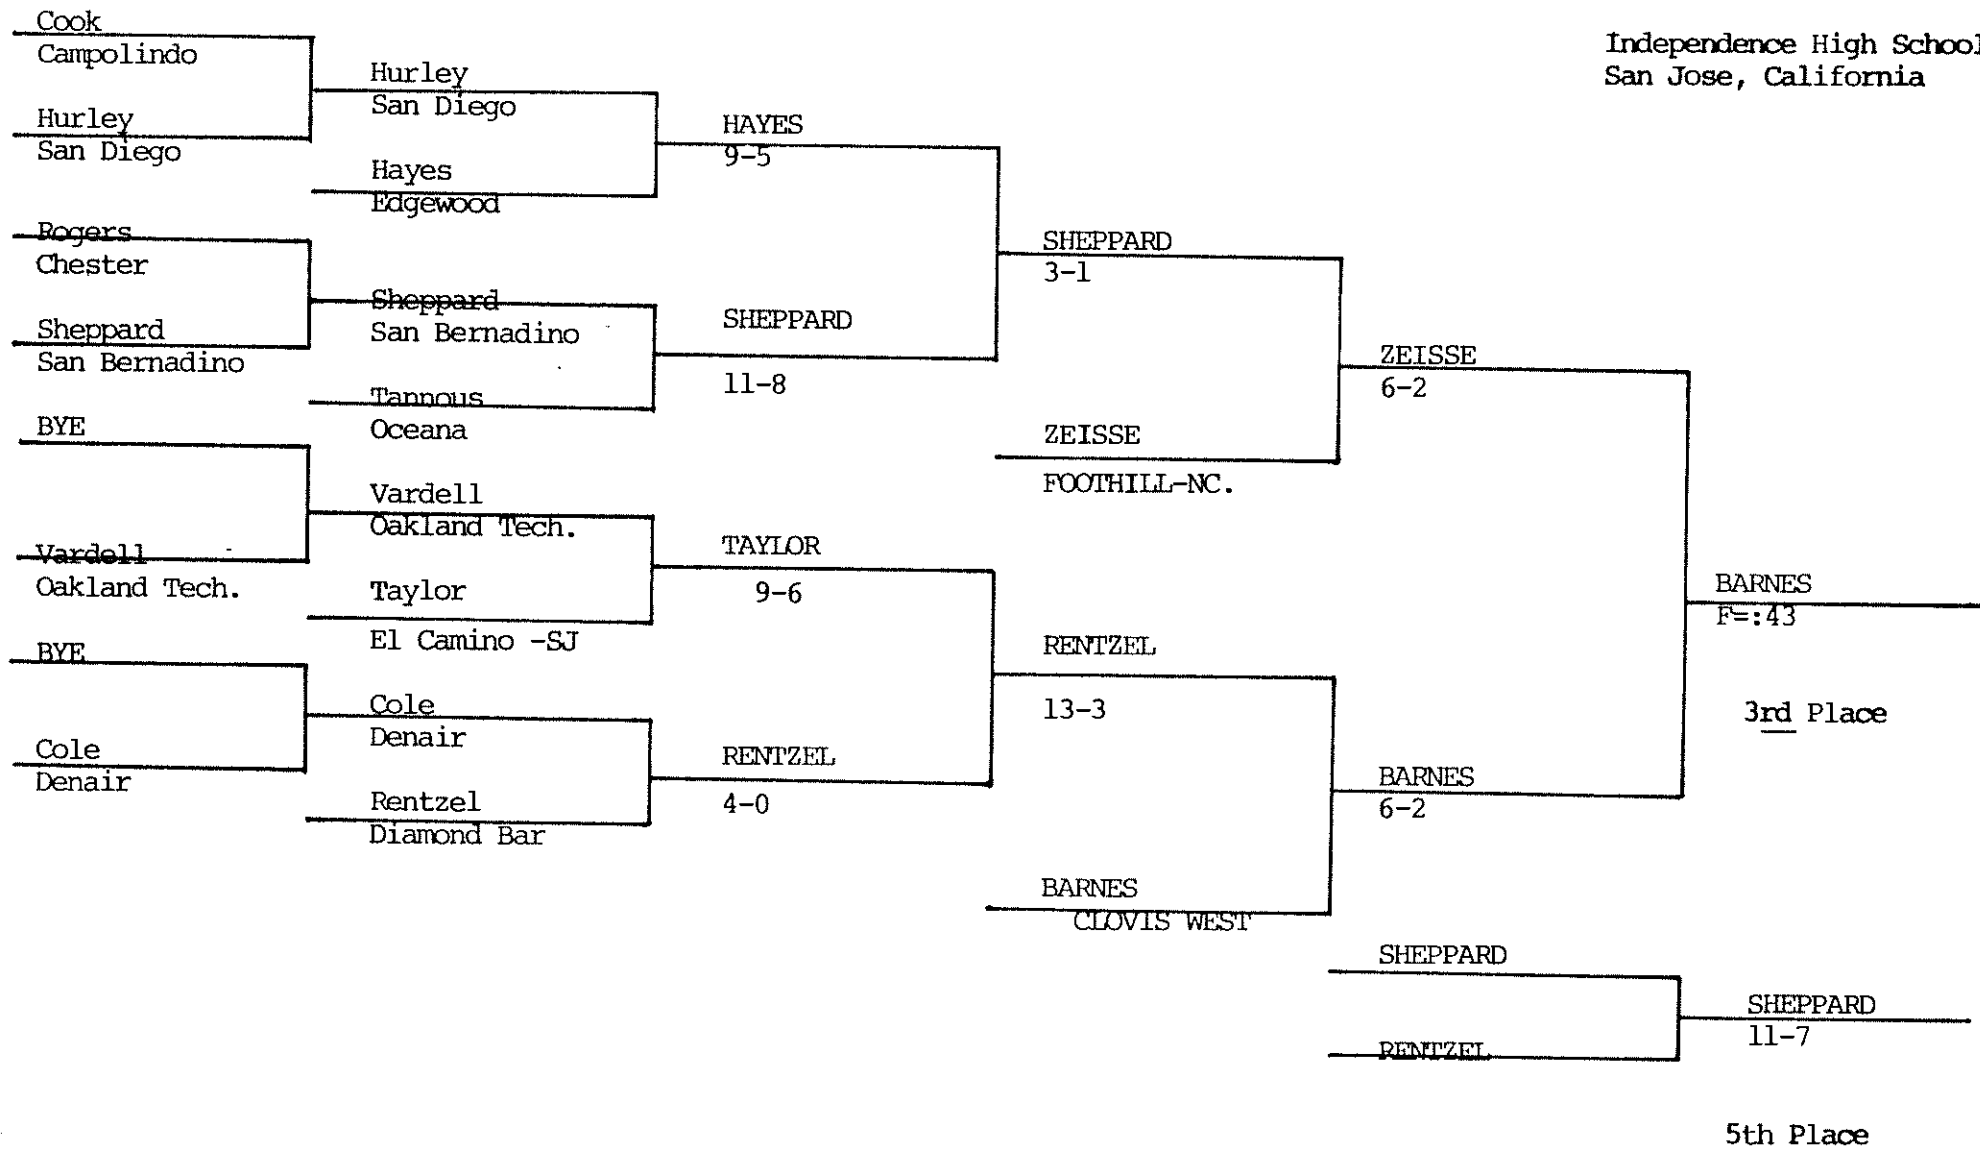 Independence High School
San Jose, California
Cook
Campolindo
Hurley
San Diego
Rogers
Chester
Sheppard
San Bernadino
BYE
Vardell
Oakland Tech.
BYE
Cole
Denair
Hurley
San Diego
Hayes
Edgewood
Sheppard
San Bernadino
Tannous
Oceana
Vardell
Oakland Tech.
Taylor
El Camino -SJ
Cole
Denair
Rentzel
Diamond Bar
HAYES
9-5
SHEPPARD
11-8
TAYLOR
9-6
RENTZEL
4-0
SHEPPARD
3-1
ZEISSE
FOOTHILL-NC.
RENTZEL
13-3
BARNES
CLOVIS WEST
ZEISSE
6-2
BARNES
6-2
BARNES
F=:43
3rd Place
SHEPPARD
RENTZEL
SHEPPARD
11-7
5th Place